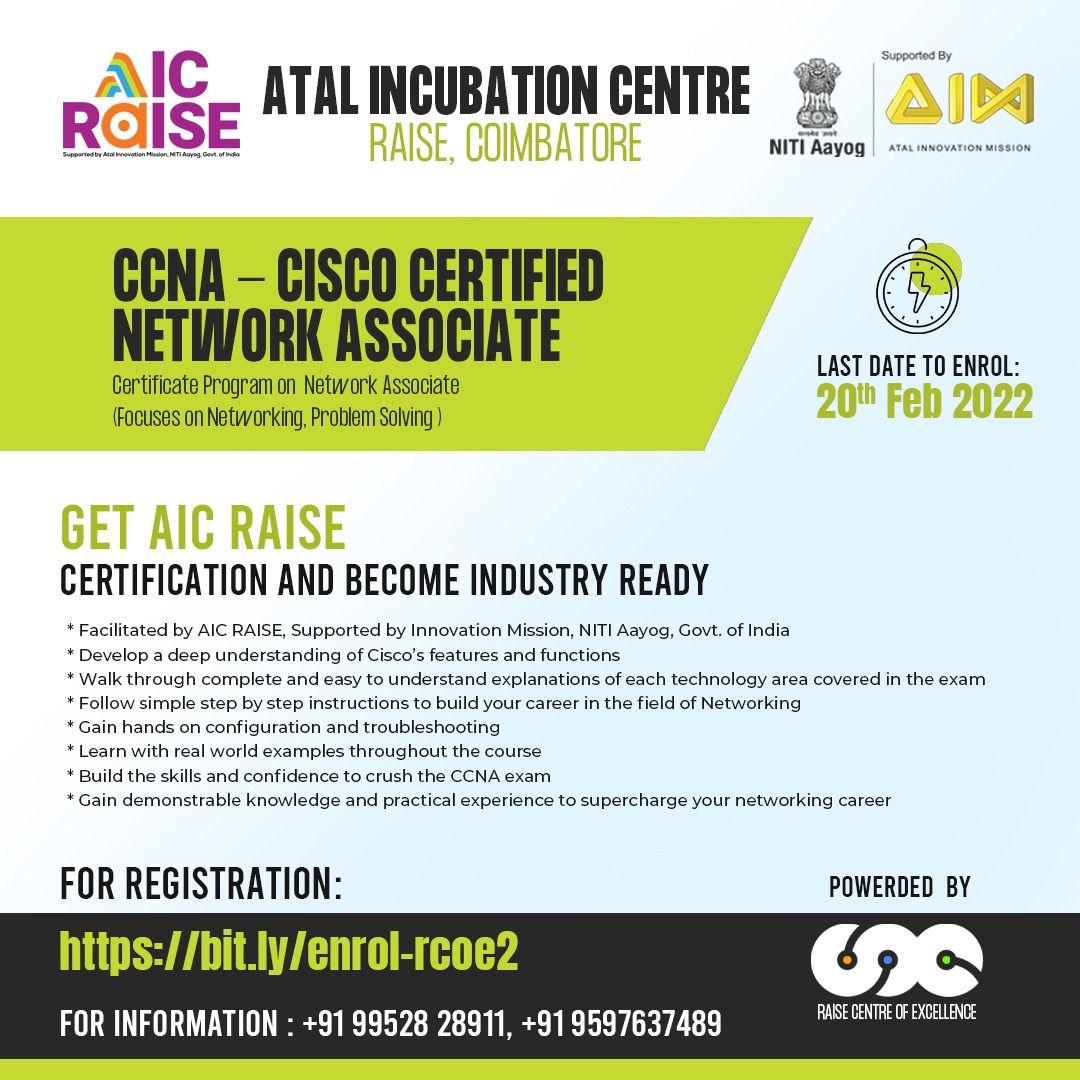 AIC
RAISE
Supported by Atal Innovation Mission, NITI Aayog, Govt. of India
ATAL INCUBATION CENTRE
RAISE, COIMBATORE
सत्यमेव जयते
NITI Aayog
Supported By
AIM
ATAL INNOVATION MISSION
CCNA – CISCO CERTIFIED
NETWORK ASSOCIATE
Certificate Program on Network Associate
(Focuses on Networking, Problem Solving )
LAST DATE TO ENROL:
20th Feb 2022
GET AIC RAISE
CERTIFICATION AND BECOME INDUSTRY READY
* Facilitated by AIC RAISE, Supported by Innovation Mission, NITI Aayog, Govt. of India
* Develop a deep understanding of Cisco's features and functions
* Walk through complete and easy to understand explanations of each technology area covered in the exam
* Follow simple step by step instructions to build your career in the field of Networking
* Gain hands on configuration and troubleshooting
* Learn with real world examples throughout the course
* Build the skills and confidence to crush the CCNA exam
* Gain demonstrable knowledge and practical experience to supercharge your networking career
FOR REGISTRATION:
POWERDED BY
https://bit.ly/enrol-rcoe2
RAISE CENTRE OF EXCELLENCE
FOR INFORMATION : +91 99528 28911, +91 9597637489